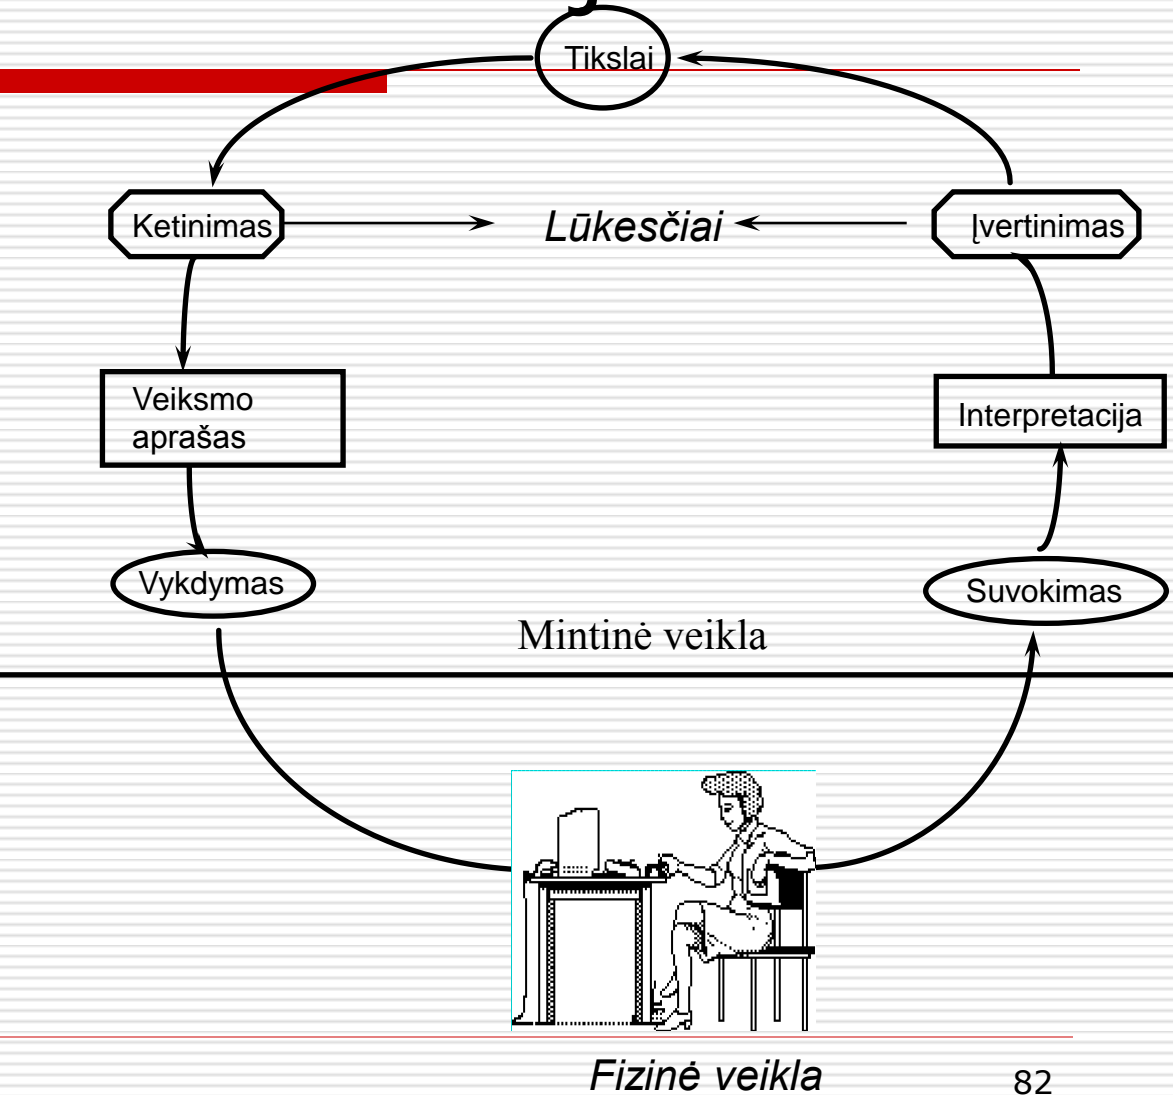 Tikslai
Ketinimas
Lūkesčiai
Įvertinimas
Veiksmo
aprašas
Interpretacija
Vykdymas
Suvokimas
Mintinė veikla
Fizinė veikla
82